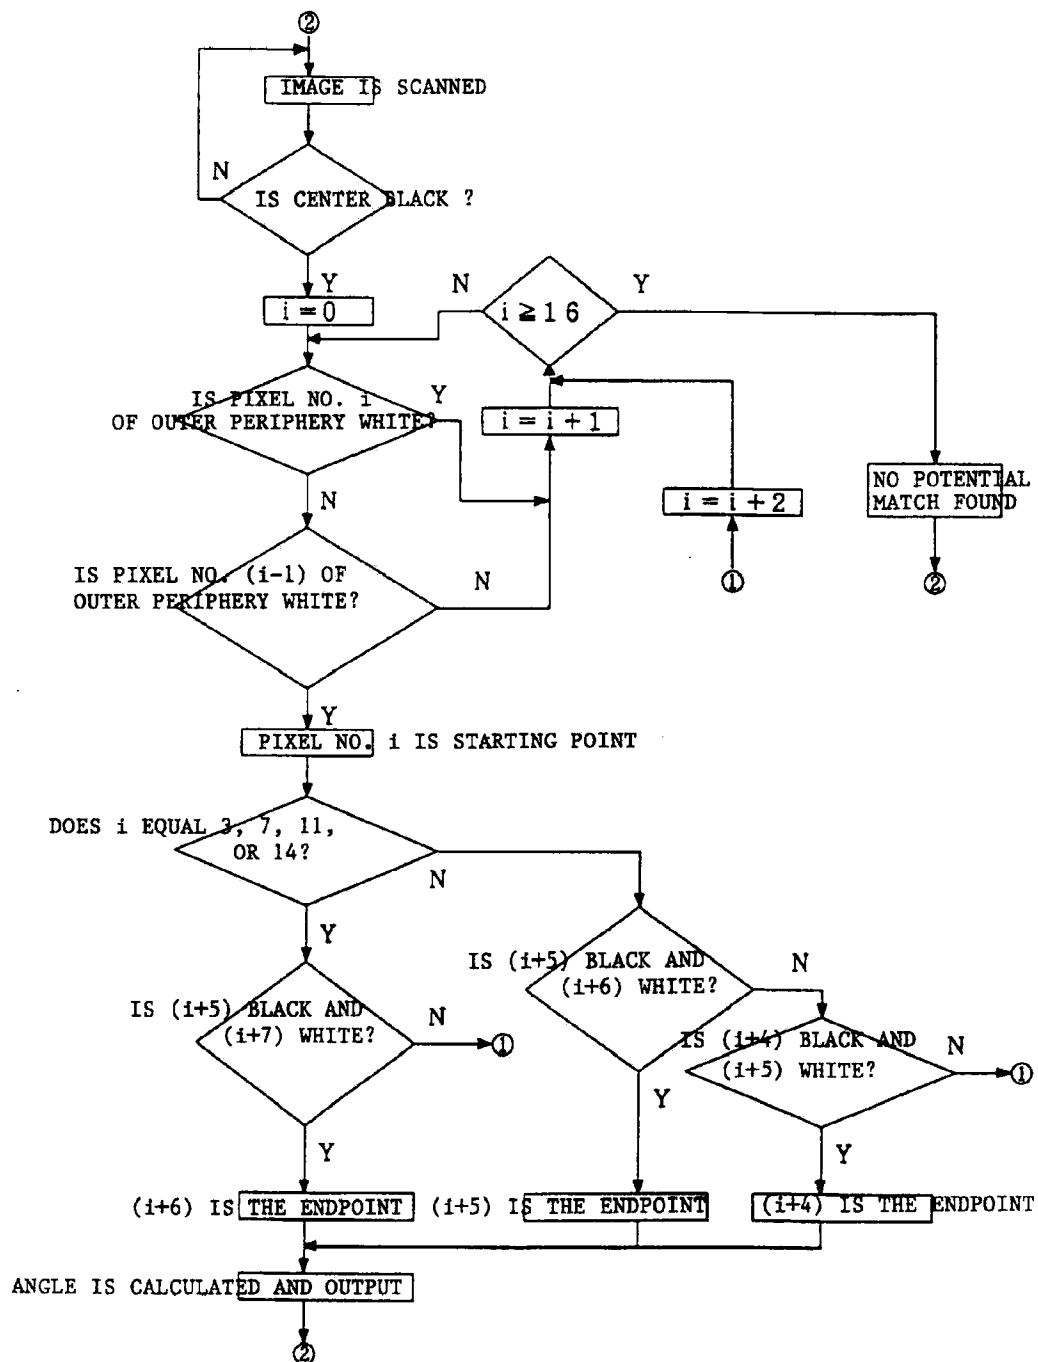 ②
IMAGE IS SCANNED
N
IS CENTER BLACK ?
Y
i = 0
N
i ≧ 1 6
Y
IS PIXEL NO. i
OF OUTER PERIPHERY WHITE?
Y
N
i = i + 1
i = i + 2
①
NO POTENTIAL
MATCH FOUND
②
IS PIXEL NO. (i-1) OF
OUTER PERIPHERY WHITE?
N
Y
PIXEL NO. i IS STARTING POINT
DOES i EQUAL 3, 7, 11,
OR 14?
N
Y
IS (i+5) BLACK AND
(i+7) WHITE?
N
①
Y
IS (i+5) BLACK AND
(i+6) WHITE?
N
Y
IS (i+4) BLACK AND
(i+5) WHITE?
N
①
Y
(i+6) IS THE ENDPOINT
(i+5) IS THE ENDPOINT
(i+4) IS THE ENDPOINT
ANGLE IS CALCULATED AND OUTPUT
②